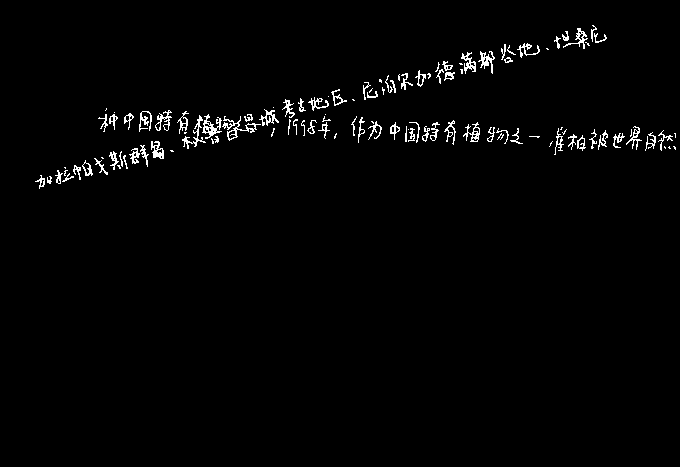 种中国特有植物，1998年，作为中国特有植物之一，崖柏被世界自然
加拉帕戈斯群岛、秘鲁昌昌城考古地区、尼泊尔加德满都谷地、坦桑尼